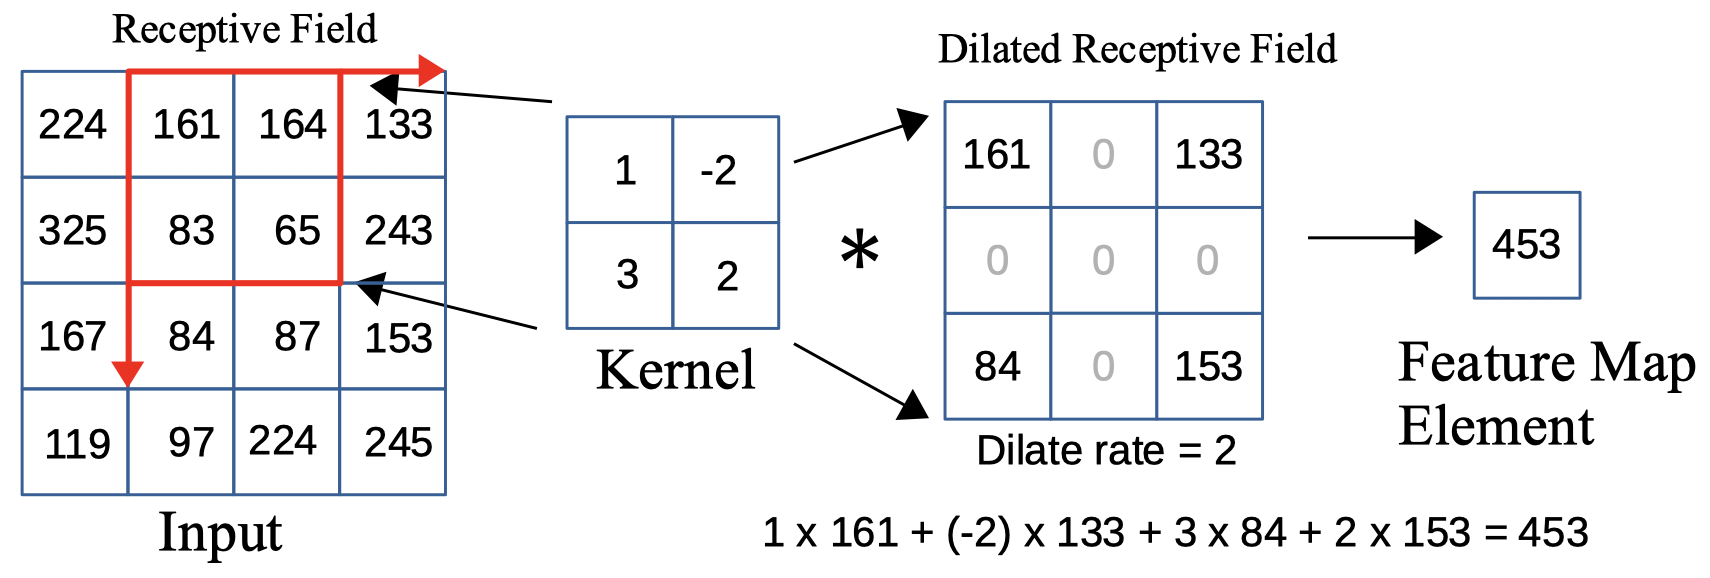 Receptive Field
224 161 164 133
325 83 65 243
167 84 87 153
119 97 224 245
Input
1 -2
3 2
Kernel
*
Dilated Receptive Field
161 0 133
0 0 0
84 0 153
Dilate rate = 2
453
Feature Map
Element
1 x 161 + (-2) x 133 + 3 x 84 + 2 x 153 = 453